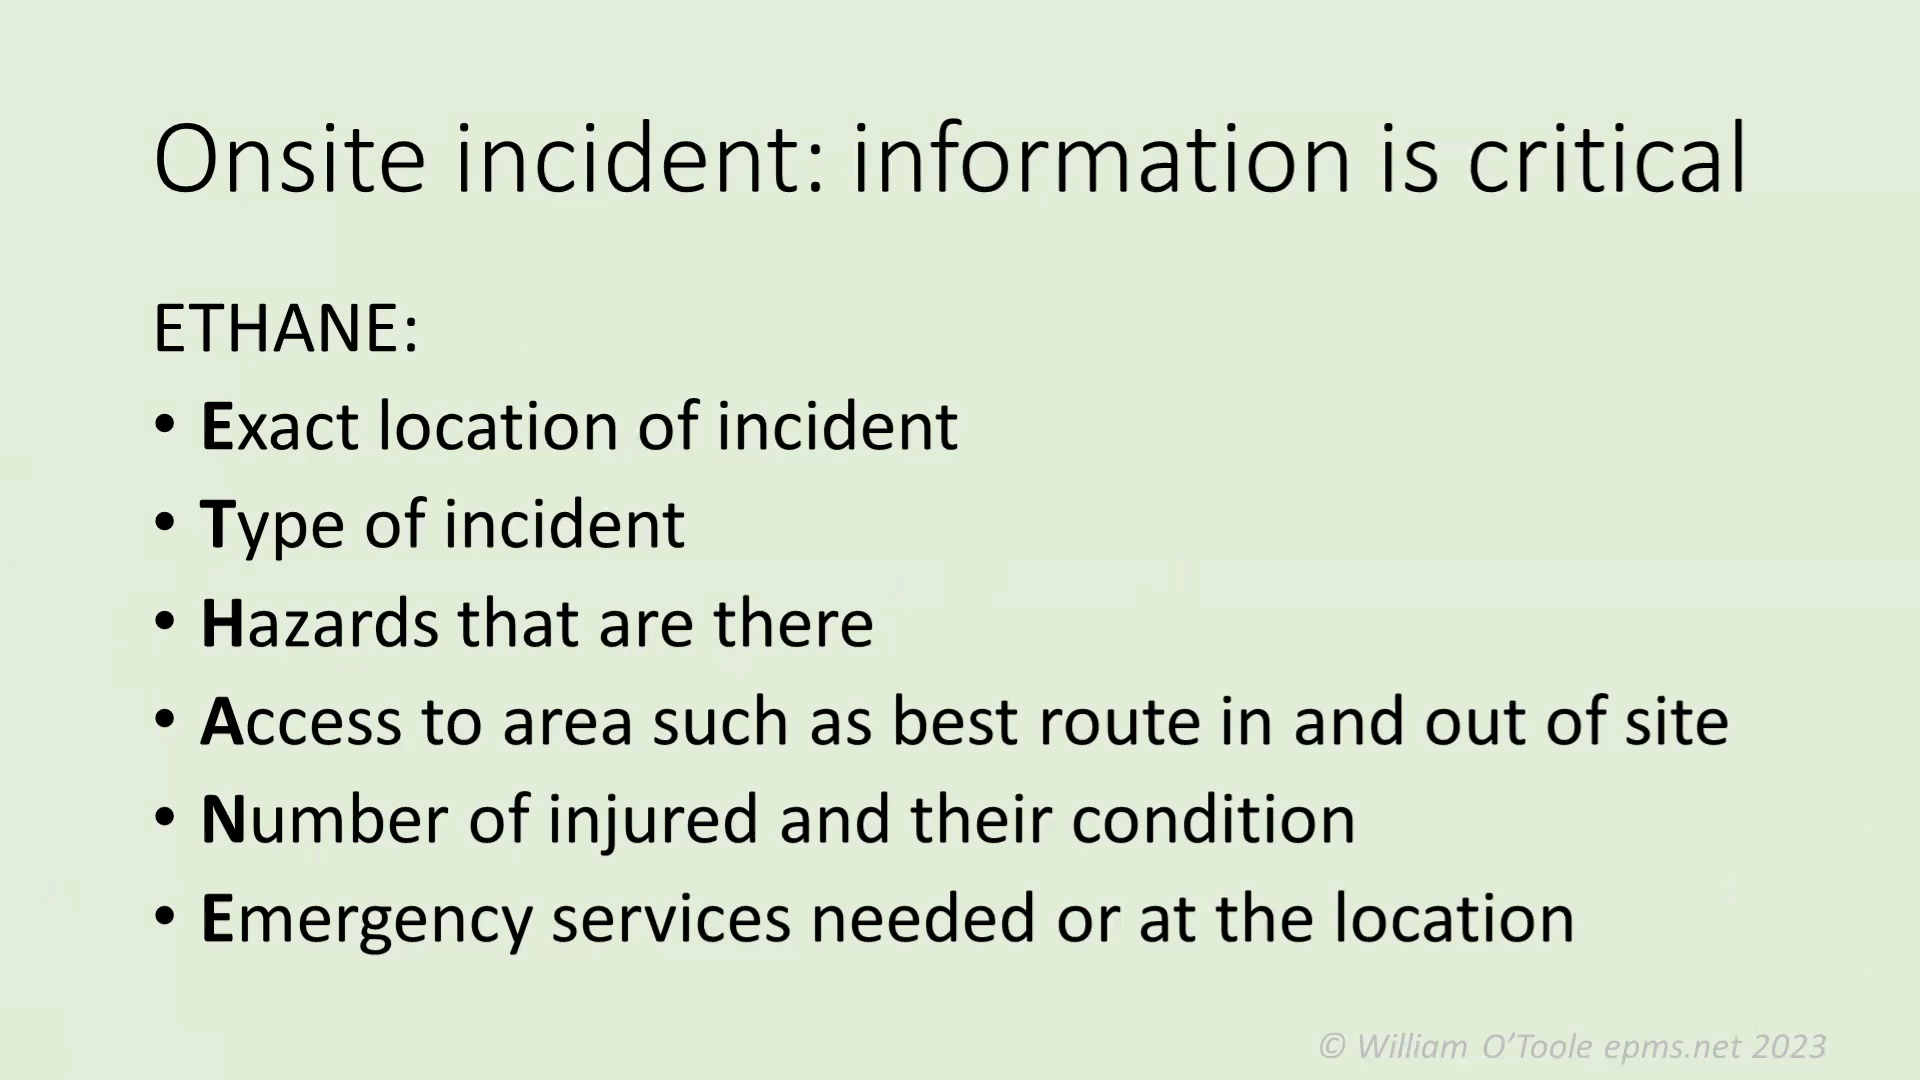 Onsite incident: information is critical
ETHANE:
• Exact location of incident
• Type of incident
• Hazards that are there
• Access to area such as best route in and out of site
• Number of injured and their condition
• Emergency services needed or at the location
© William O’Toole epms.net 2023